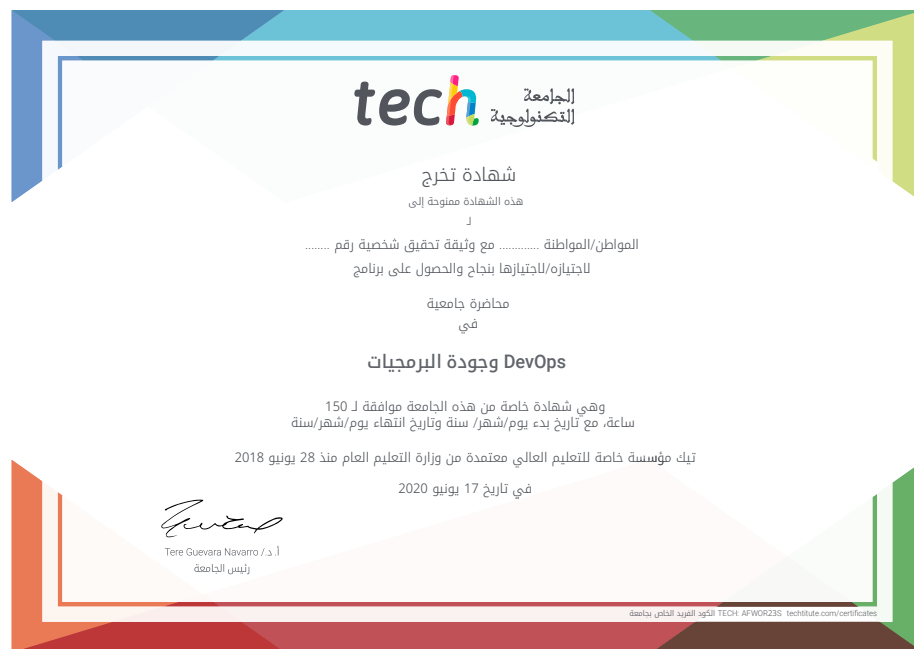 tech
الجامعة
التكنولوجية
شهادة تخرج
هذه الشهادة ممنوحة إلى
لـ
المواطن/المواطنة ............ مع وثيقة تحقيق شخصية رقم ........
لاجتيازه/لاجتيازها بنجاح والحصول على برنامج
محاضرة جامعية
في
DevOps وجودة البرمجيات
وهي شهادة خاصة من هذه الجامعة موافقة لـ 150
ساعة، مع تاريخ بدء يوم/شهر/ سنة وتاريخ انتهاء يوم/شهر/سنة
تيك مؤسسة خاصة للتعليم العالي معتمدة من وزارة التعليم العام منذ 28 يونيو 2018
في تاريخ 17 يونيو 2020
أ. د./ Tere Guevara Navarro
رئيس الجامعة
الكود الفريد الخاص بجامعة TECH: AFWOR23S techtitute.com/certificates